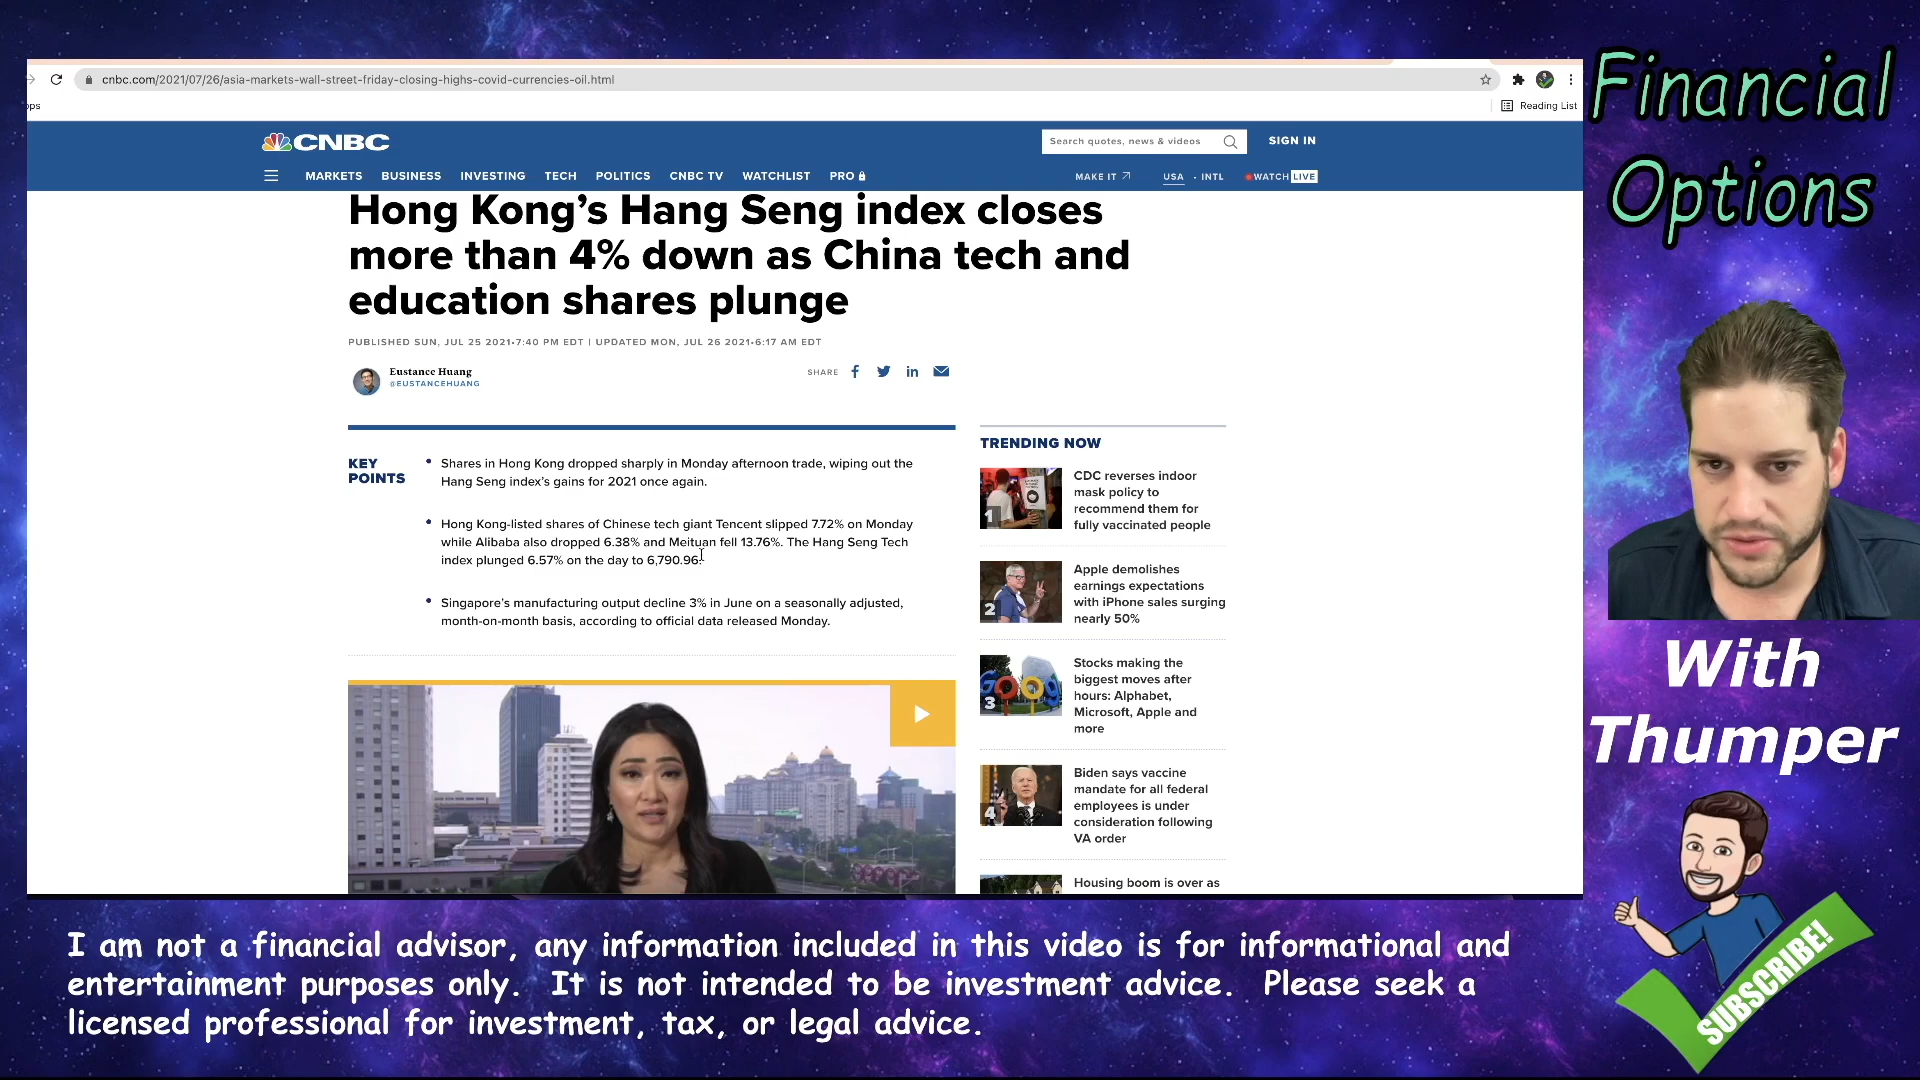 cnbc.com/2021/07/26/asia-markets-wall-street-friday-closing-highs-covid-currencies-oil.html
Reading List
CNBC
Search quotes, news & videos
SIGN IN
MARKETS BUSINESS INVESTING TECH POLITICS CNBC TV WATCHLIST PRO
MAKE IT USA • INTL WATCH LIVE
Hong Kong's Hang Seng index closes
more than 4% down as China tech and
education shares plunge
PUBLISHED SUN, JUL 25 2021•7:40 PM EDT | UPDATED MON, JUL 26 2021•6:17 AM EDT
Eustance Huang
@EUSTANCEHUANG
SHARE
KEY
POINTS
• Shares in Hong Kong dropped sharply in Monday afternoon trade, wiping out the
Hang Seng index's gains for 2021 once again.
• Hong Kong-listed shares of Chinese tech giant Tencent slipped 7.72% on Monday
while Alibaba also dropped 6.38% and Meituan fell 13.76%. The Hang Seng Tech
index plunged 6.57% on the day to 6,790.96.
• Singapore's manufacturing output decline 3% in June on a seasonally adjusted,
month-on-month basis, according to official data released Monday.
TRENDING NOW
1
CDC reverses indoor
mask policy to
recommend them for
fully vaccinated people
2
Apple demolishes
earnings expectations
with iPhone sales surging
nearly 50%
3
Stocks making the
biggest moves after
hours: Alphabet,
Microsoft, Apple and
more
4
Biden says vaccine
mandate for all federal
employees is under
consideration following
VA order
Housing boom is over as
Financial
Options
With
Thumper
SUBSCRIBE!
I am not a financial advisor, any information included in this video is for informational and
entertainment purposes only. It is not intended to be investment advice. Please seek a
licensed professional for investment, tax, or legal advice.